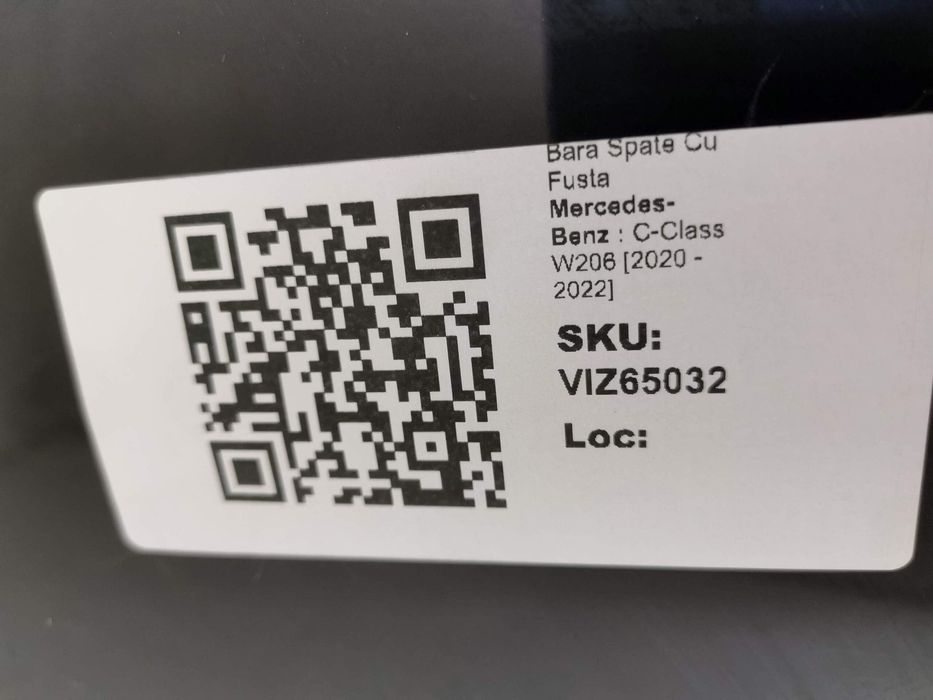 Bara Spate Cu
Fusta
Mercedes-
Benz : C-Class
W206 [2020 -
2022]
SKU:
VIZ65032
Loc: